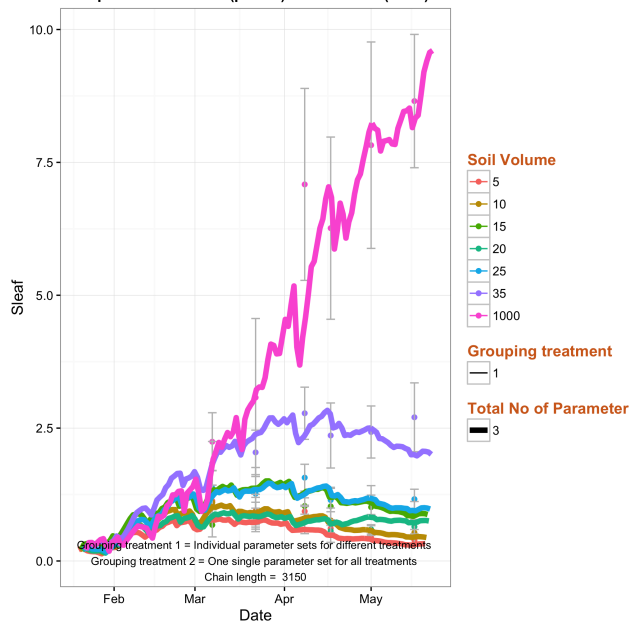 10.0
7.5
5.0
2.5
0.0
Sleaf
Grouping treatment 1 = Individual parameter sets for different treatments
Grouping treatment 2 = One single parameter set for all treatments
Chain length = 3150
Feb
Mar
Apr
May
Date
Soil Volume
5
10
15
20
25
35
1000
Grouping treatment
1
Total No of Parameter
3